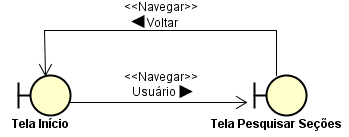 <<Navegar>>
◀ Voltar
<<Navegar>>
Usuário ▶
Tela Início
Tela Pesquisar Seções